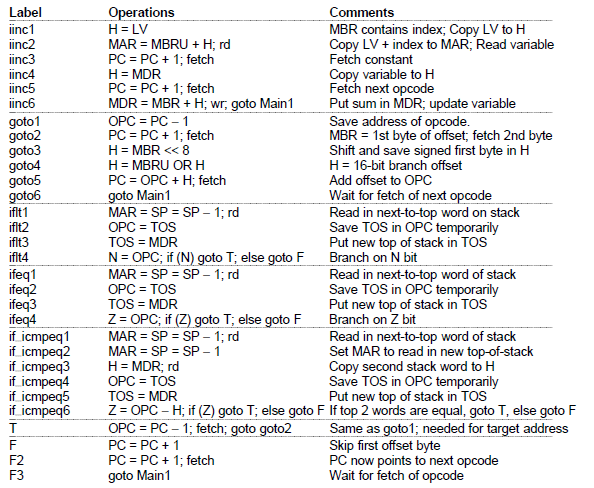 Label Operations Comments
iinc1 H = LV MBR contains index; Copy LV to H
iinc2 MAR = MBRU + H; rd Copy LV + index to MAR; Read variable
iinc3 PC = PC + 1; fetch Fetch constant
iinc4 H = MDR Copy variable to H
iinc5 PC = PC + 1; fetch Fetch next opcode
iinc6 MDR = MBR + H; wr; goto Main1 Put sum in MDR; update variable
goto1 OPC = PC – 1 Save address of opcode.
goto2 PC = PC + 1; fetch MBR = 1st byte of offset; fetch 2nd byte
goto3 H = MBR << 8 Shift and save signed first byte in H
goto4 H = MBRU OR H H = 16-bit branch offset
goto5 PC = OPC + H; fetch Add offset to OPC
goto6 goto Main1 Wait for fetch of next opcode
iflt1 MAR = SP = SP – 1; rd Read in next-to-top word on stack
iflt2 OPC = TOS Save TOS in OPC temporarily
iflt3 TOS = MDR Put new top of stack in TOS
iflt4 N = OPC; if (N) goto T; else goto F Branch on N bit
ifeq1 MAR = SP = SP – 1; rd Read in next-to-top word of stack
ifeq2 OPC = TOS Save TOS in OPC temporarily
ifeq3 TOS = MDR Put new top of stack in TOS
ifeq4 Z = OPC; if (Z) goto T; else goto F Branch on Z bit
if_icmpeq1 MAR = SP = SP – 1; rd Read in next-to-top word of stack
if_icmpeq2 MAR = SP = SP – 1 Set MAR to read in new top-of-stack
if_icmpeq3 H = MDR; rd Copy second stack word to H
if_icmpeq4 OPC = TOS Save TOS in OPC temporarily
if_icmpeq5 TOS = MDR Put new top of stack in TOS
if_icmpeq6 Z = OPC – H; if (Z) goto T; else goto F If top 2 words are equal, goto T, else goto F
T OPC = PC – 1; fetch; goto goto2 Same as goto1; needed for target address
F PC = PC + 1 Skip first offset byte
F2 PC = PC + 1; fetch PC now points to next opcode
F3 goto Main1 Wait for fetch of opcode